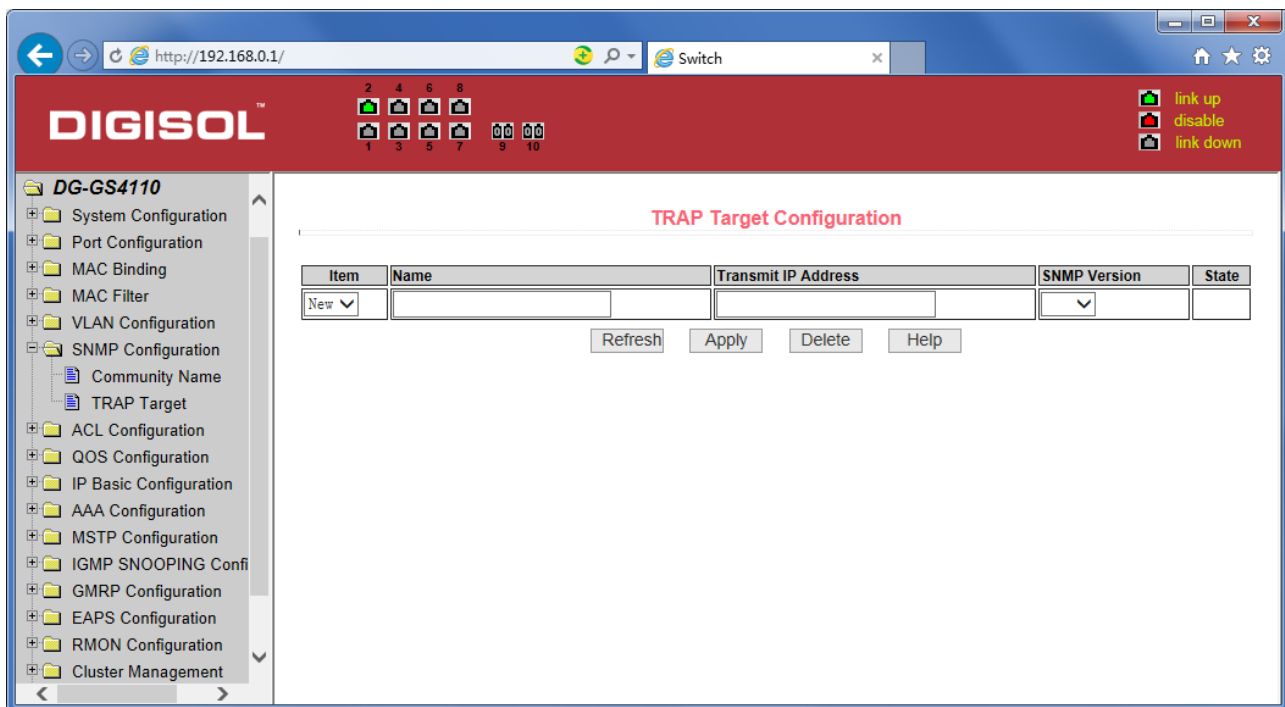 http://192.168.0.1/
Switch
DIGISOL™
2 4 6 8
1 3 5 7 9 10
link up
disable
link down
DG-GS4110
System Configuration
Port Configuration
MAC Binding
MAC Filter
VLAN Configuration
SNMP Configuration
Community Name
TRAP Target
ACL Configuration
QOS Configuration
IP Basic Configuration
AAA Configuration
MSTP Configuration
IGMP SNOOPING Confi
GMRP Configuration
EAPS Configuration
RMON Configuration
Cluster Management
TRAP Target Configuration
Item Name Transmit IP Address SNMP Version State
New
Refresh Apply Delete Help